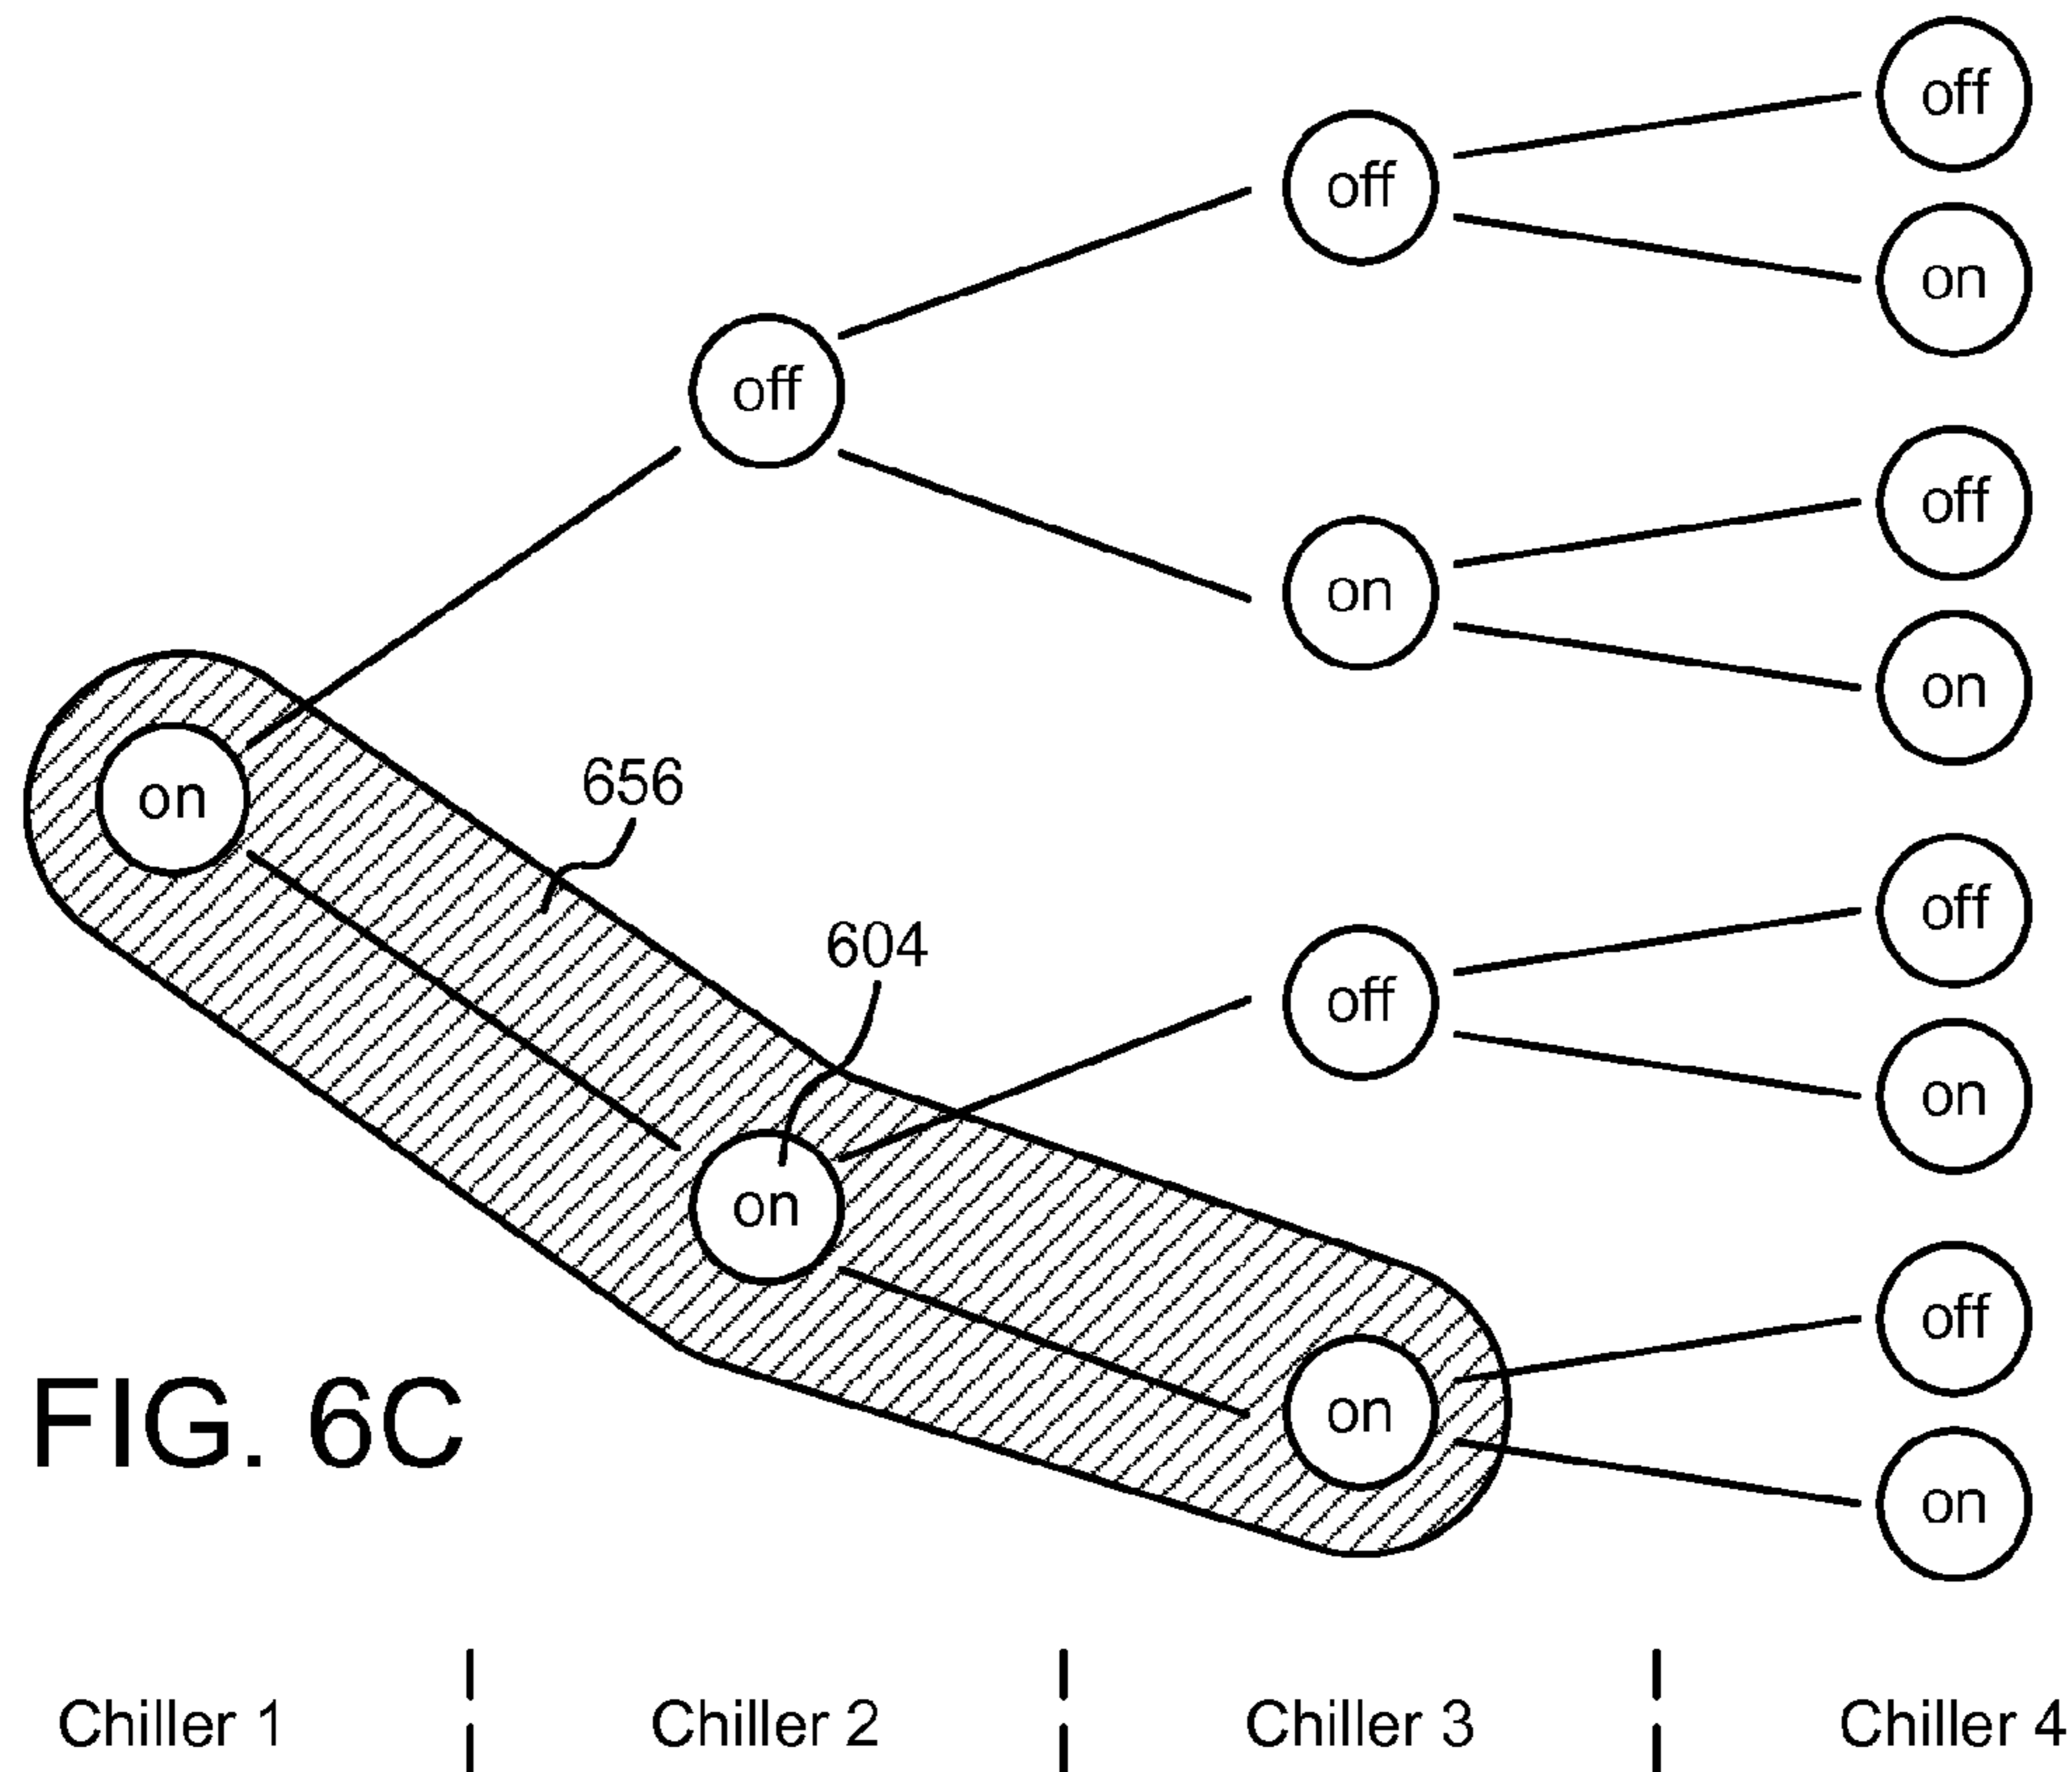 off
off
on
off
off
on
on
on
656
604
off
off
on
on
off
FIG. 6C
on
on
Chiller 1 Chiller 2 Chiller 3 Chiller 4